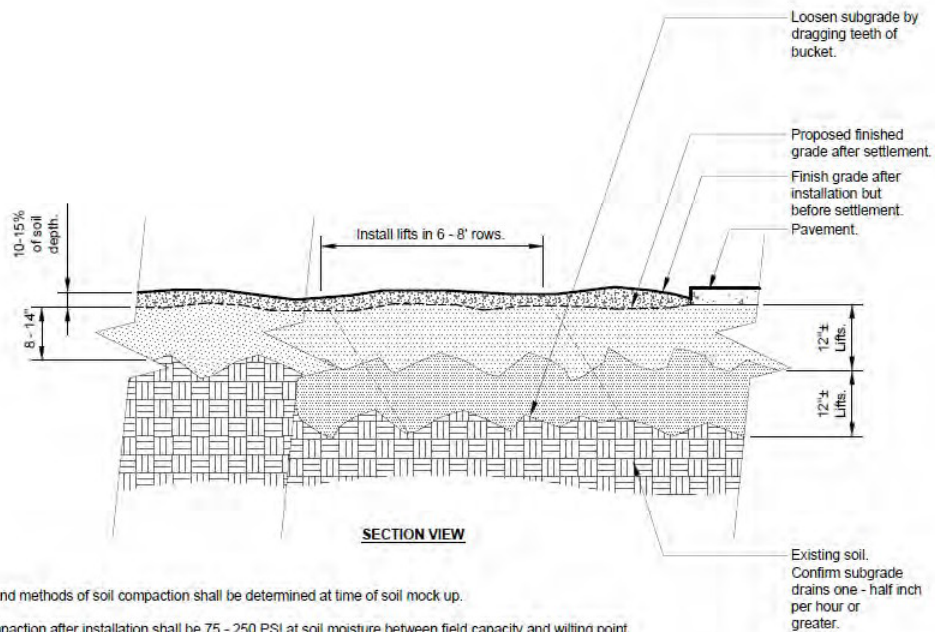 Loosen subgrade by
dragging teeth of
bucket.
Proposed finished
grade after settlement.
Finish grade after
installation but
before settlement.
Pavement.
10-15%
of soil
depth.
Install lifts in 6 - 8' rows.
8 - 14"
12"±
Lifts.
12"±
Lifts.
SECTION VIEW
Existing soil.
Confirm subgrade
drains one - half inch
per hour or
greater.
nd methods of soil compaction shall be determined at time of soil mock up.
mpaction after installation shall be 75 - 250 PSI at soil moisture between field capacity and wilting point.